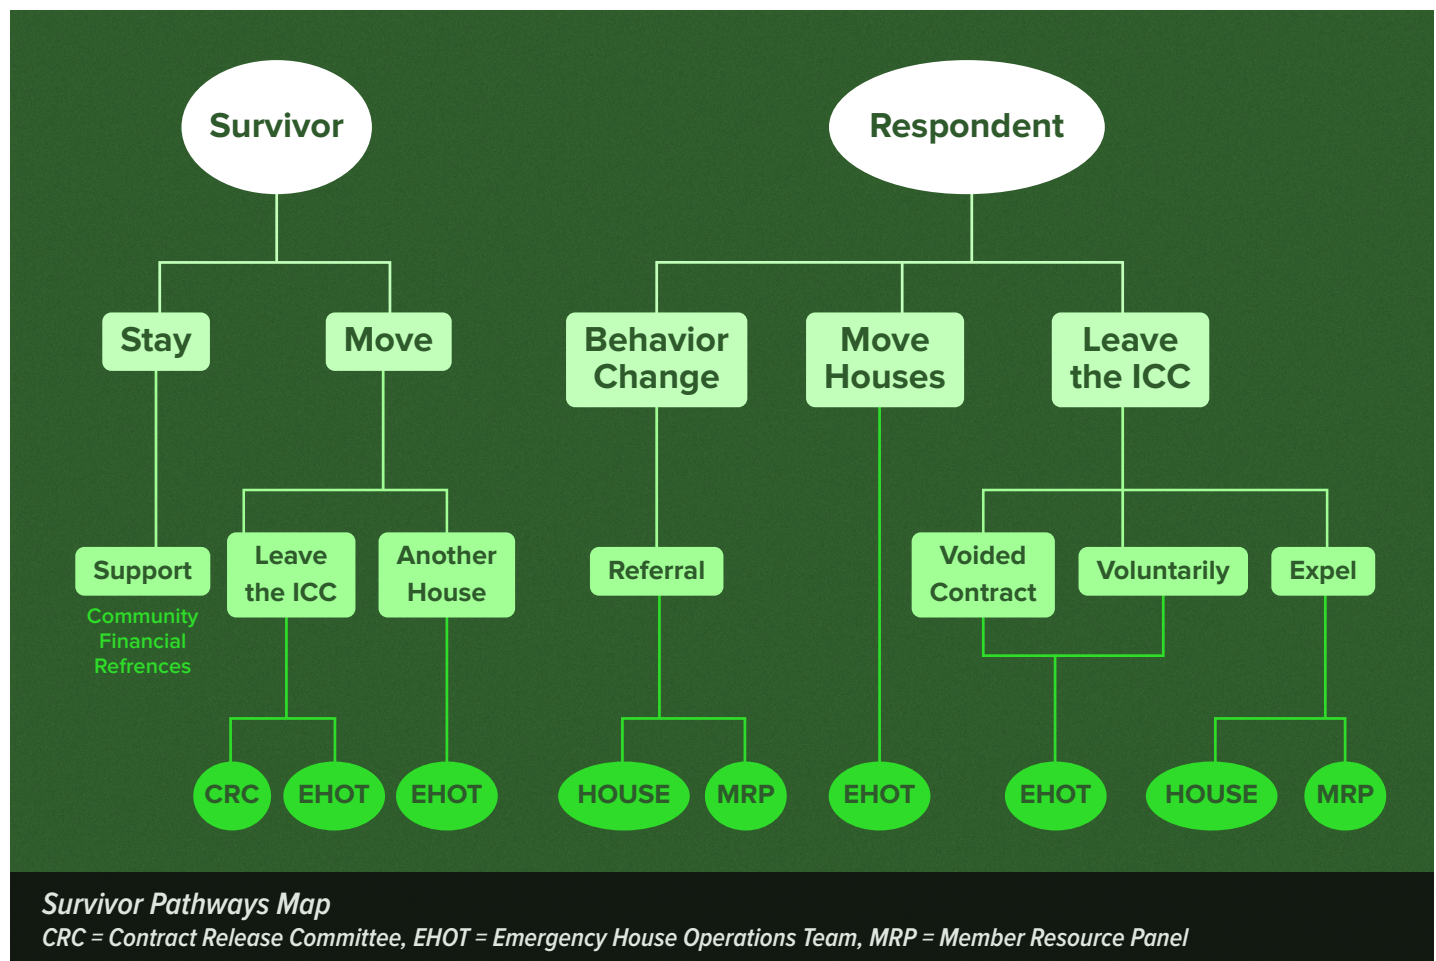 Survivor
Respondent
Stay
Move
Behavior
Change
Move
Houses
Leave
the ICC
Support
Community
Financial
Refrences
Leave
the ICC
Another
House
Referral
Voided
Contract
Voluntarily
Expel
CRC
EHOT
EHOT
HOUSE
MRP
EHOT
EHOT
HOUSE
MRP
Survivor Pathways Map
CRC = Contract Release Committee, EHOT = Emergency House Operations Team, MRP = Member Resource Panel